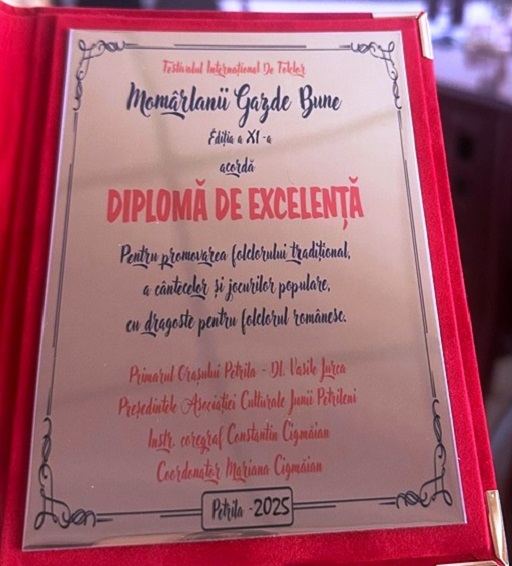 Festivalul Internațional De Folclor
Momârlanii Gazde Bune
Ediția a XI-a
acordă
DIPLOMĂ DE EXCELENȚĂ
Pentru promovarea folclorului tradițional,
a cântecelor și jocurilor populare,
cu dragoste pentru folclorul românesc.
Primarul Orașului Petrila - Dl. Vasile Jurca
Președintele Asociației Culturale Junii Petrileni
Instr. coregraf Constantin Cigmăian
Coordonator Mariana Cigmăian
Petrila -2025